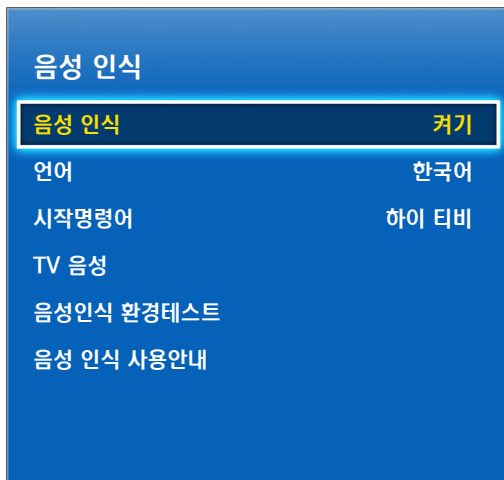 음성 인식
음성 인식 켜기
언어 한국어
시작명령어 하이 티비
TV 음성
음성인식 환경테스트
음성 인식 사용안내